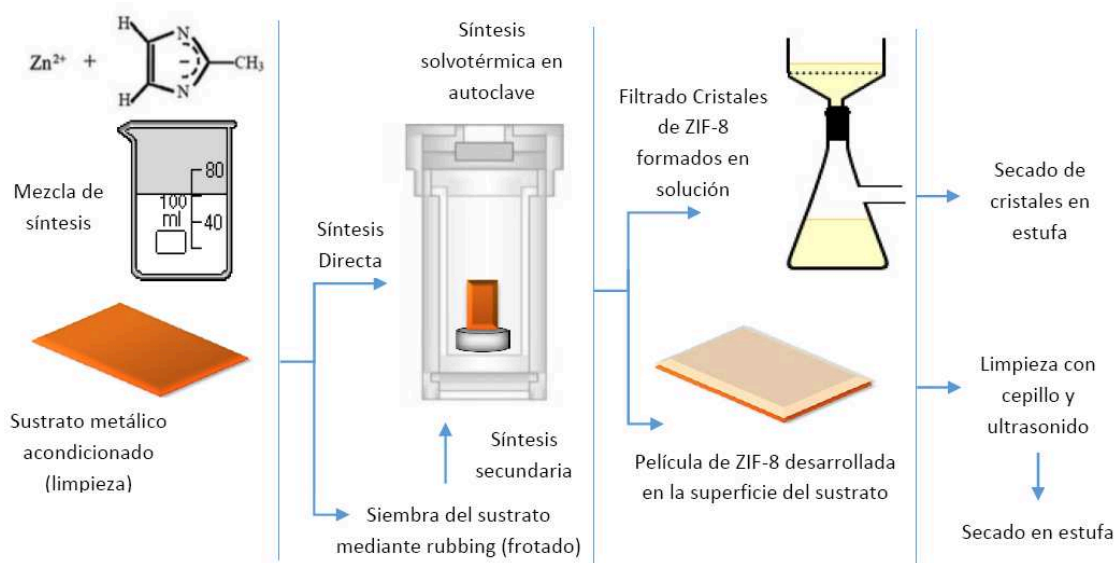 H
N
Zn²⁺ +
CH₃
H
N
Mezcla de
síntesis
80
100
ml
40
Sustrato metálico
acondicionado
(limpieza)
Síntesis
solvotérmica en
autoclave
Síntesis
Directa
Síntesis
secundaria
Siembra del sustrato
mediante rubbing (frotado)
Filtrado Cristales
de ZIF-8
formados en
solución
Película de ZIF-8 desarrollada
en la superficie del sustrato
Secado de
cristales en
estufa
Limpieza con
cepillo y
ultrasonido
Secado en estufa